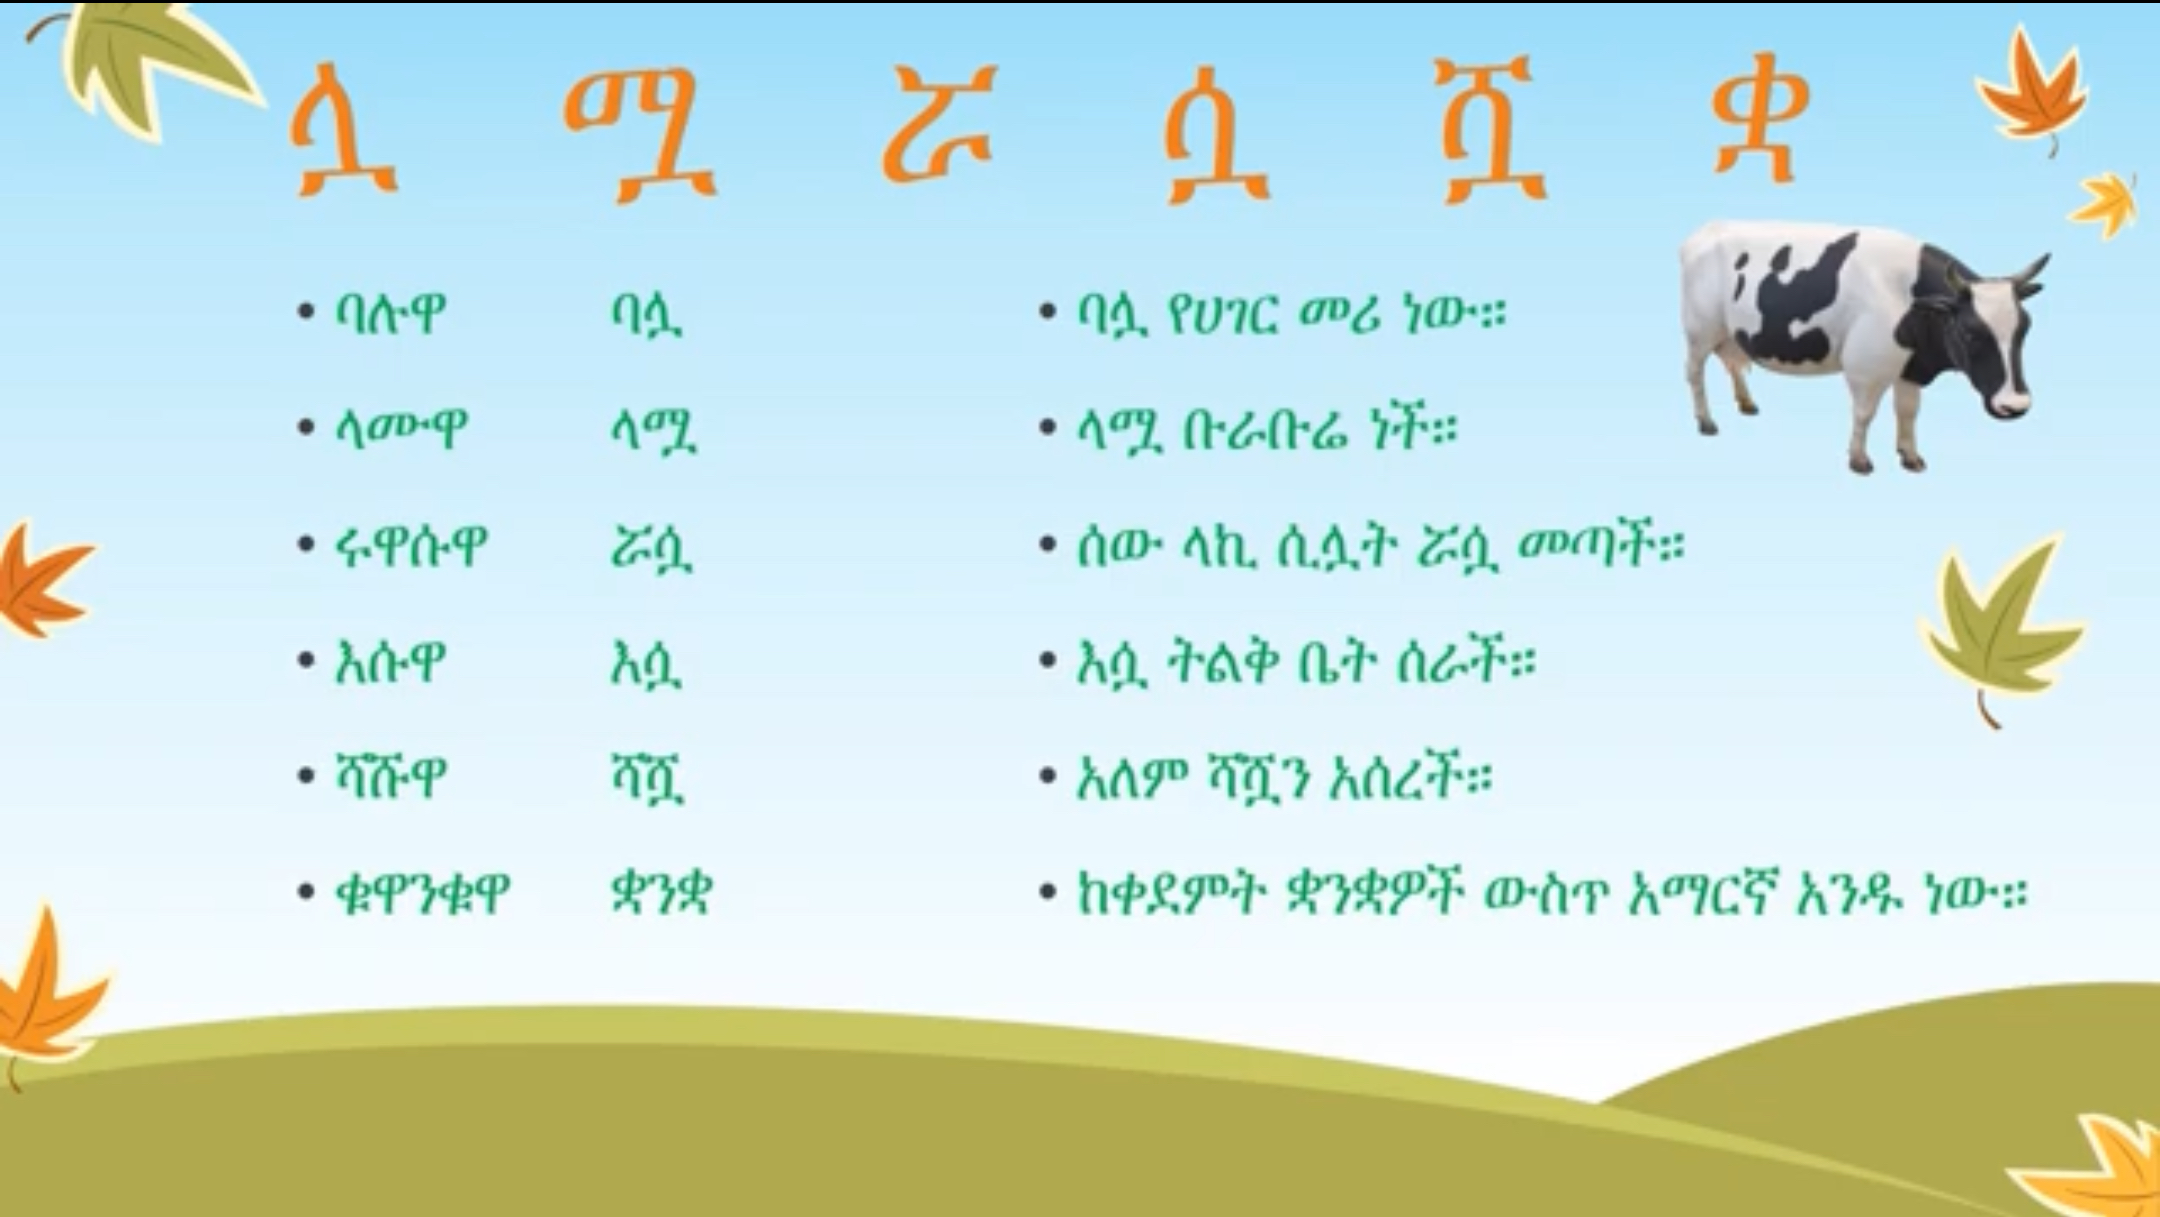 ሏ ሟ ሯ ሷ ሿ ቋ
ባሉዋ ባሏ
ባሏ የሀገር መሪ ነው።
ላሙዋ ላሟ
ላሟ ቡራቡሬ ነች።
ሩዋሱዋ ሯሷ
ሰው ላኪ ሲሏት ሯሷ መጣች።
እሱዋ እሷ
እሷ ትልቅ ቤት ሰራች።
ሻሹዋ ሻሿ
አለም ሻሿን አሰረች።
ቁዋንቁዋ ቋንቋ
ከቀደምት ቋንቋዎች ውስጥ አማርኛ አንዱ ነው።